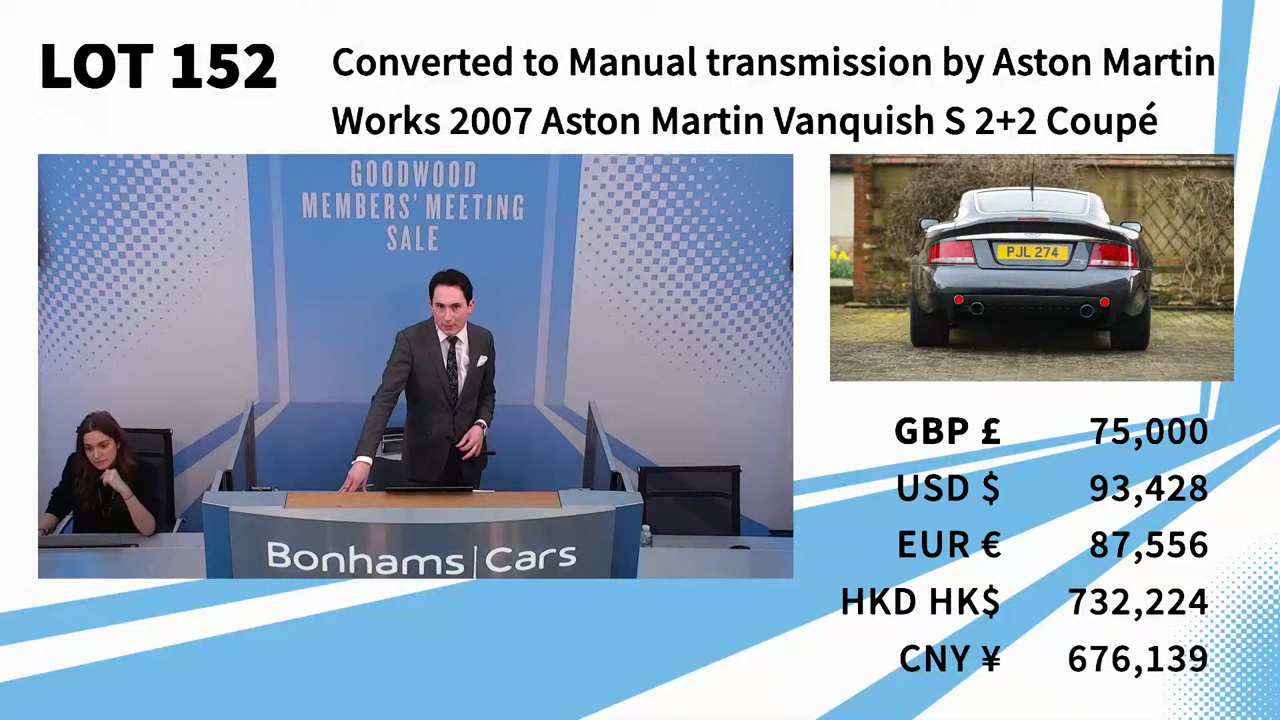 LOT 152
Converted to Manual transmission by Aston Martin
Works 2007 Aston Martin Vanquish S 2+2 Coupé
GOODWOOD
MEMBERS' MEETING
SALE
Bonhams|Cars
PJL 274
GBP £ 75,000
USD $ 93,428
EUR € 87,556
HKD HK$ 732,224
CNY ¥ 676,139